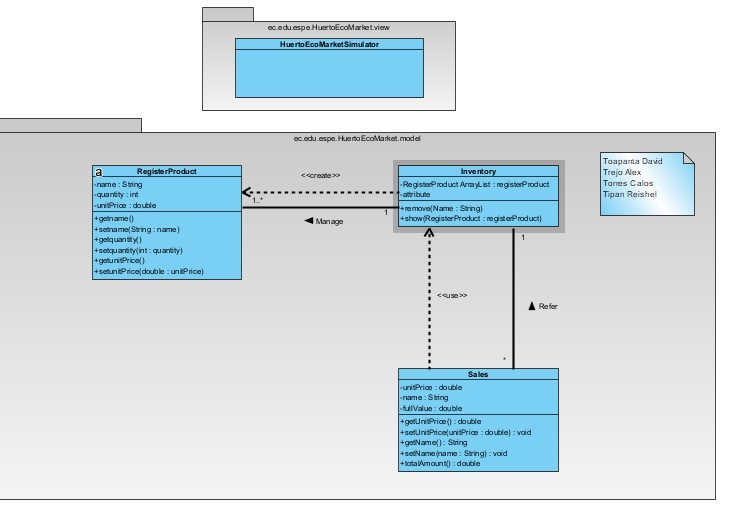 ec.edu.espe.HuertoEcoMarket.view
HuertoEcoMarketSimulator
ec.edu.espe.HuertoEcoMarket.model
a
RegisterProduct
-name : String
-quantity : int
-unitPrice : double
+getname()
+setname(String : name)
+getquantity()
+setquantity(int : quantity)
+getunitPrice()
+setunitPrice(double : unitPrice)
<<create>>
1..*
1
Manage
Inventory
-RegisterProduct ArrayList : registerProduct
-attribute
+remove(Name : String)
+show(RegisterProduct : registerProduct)
Toapanta David
Trejo Alex
Torres Calos
Tipan Reishel
1
<<use>>
Refer
*
Sales
-unitPrice : double
-name : String
-fullValue : double
+getUnitPrice() : double
+setUnitPrice(unitPrice : double) : void
+getName() : String
+setName(name : String) : void
+totalAmount() : double